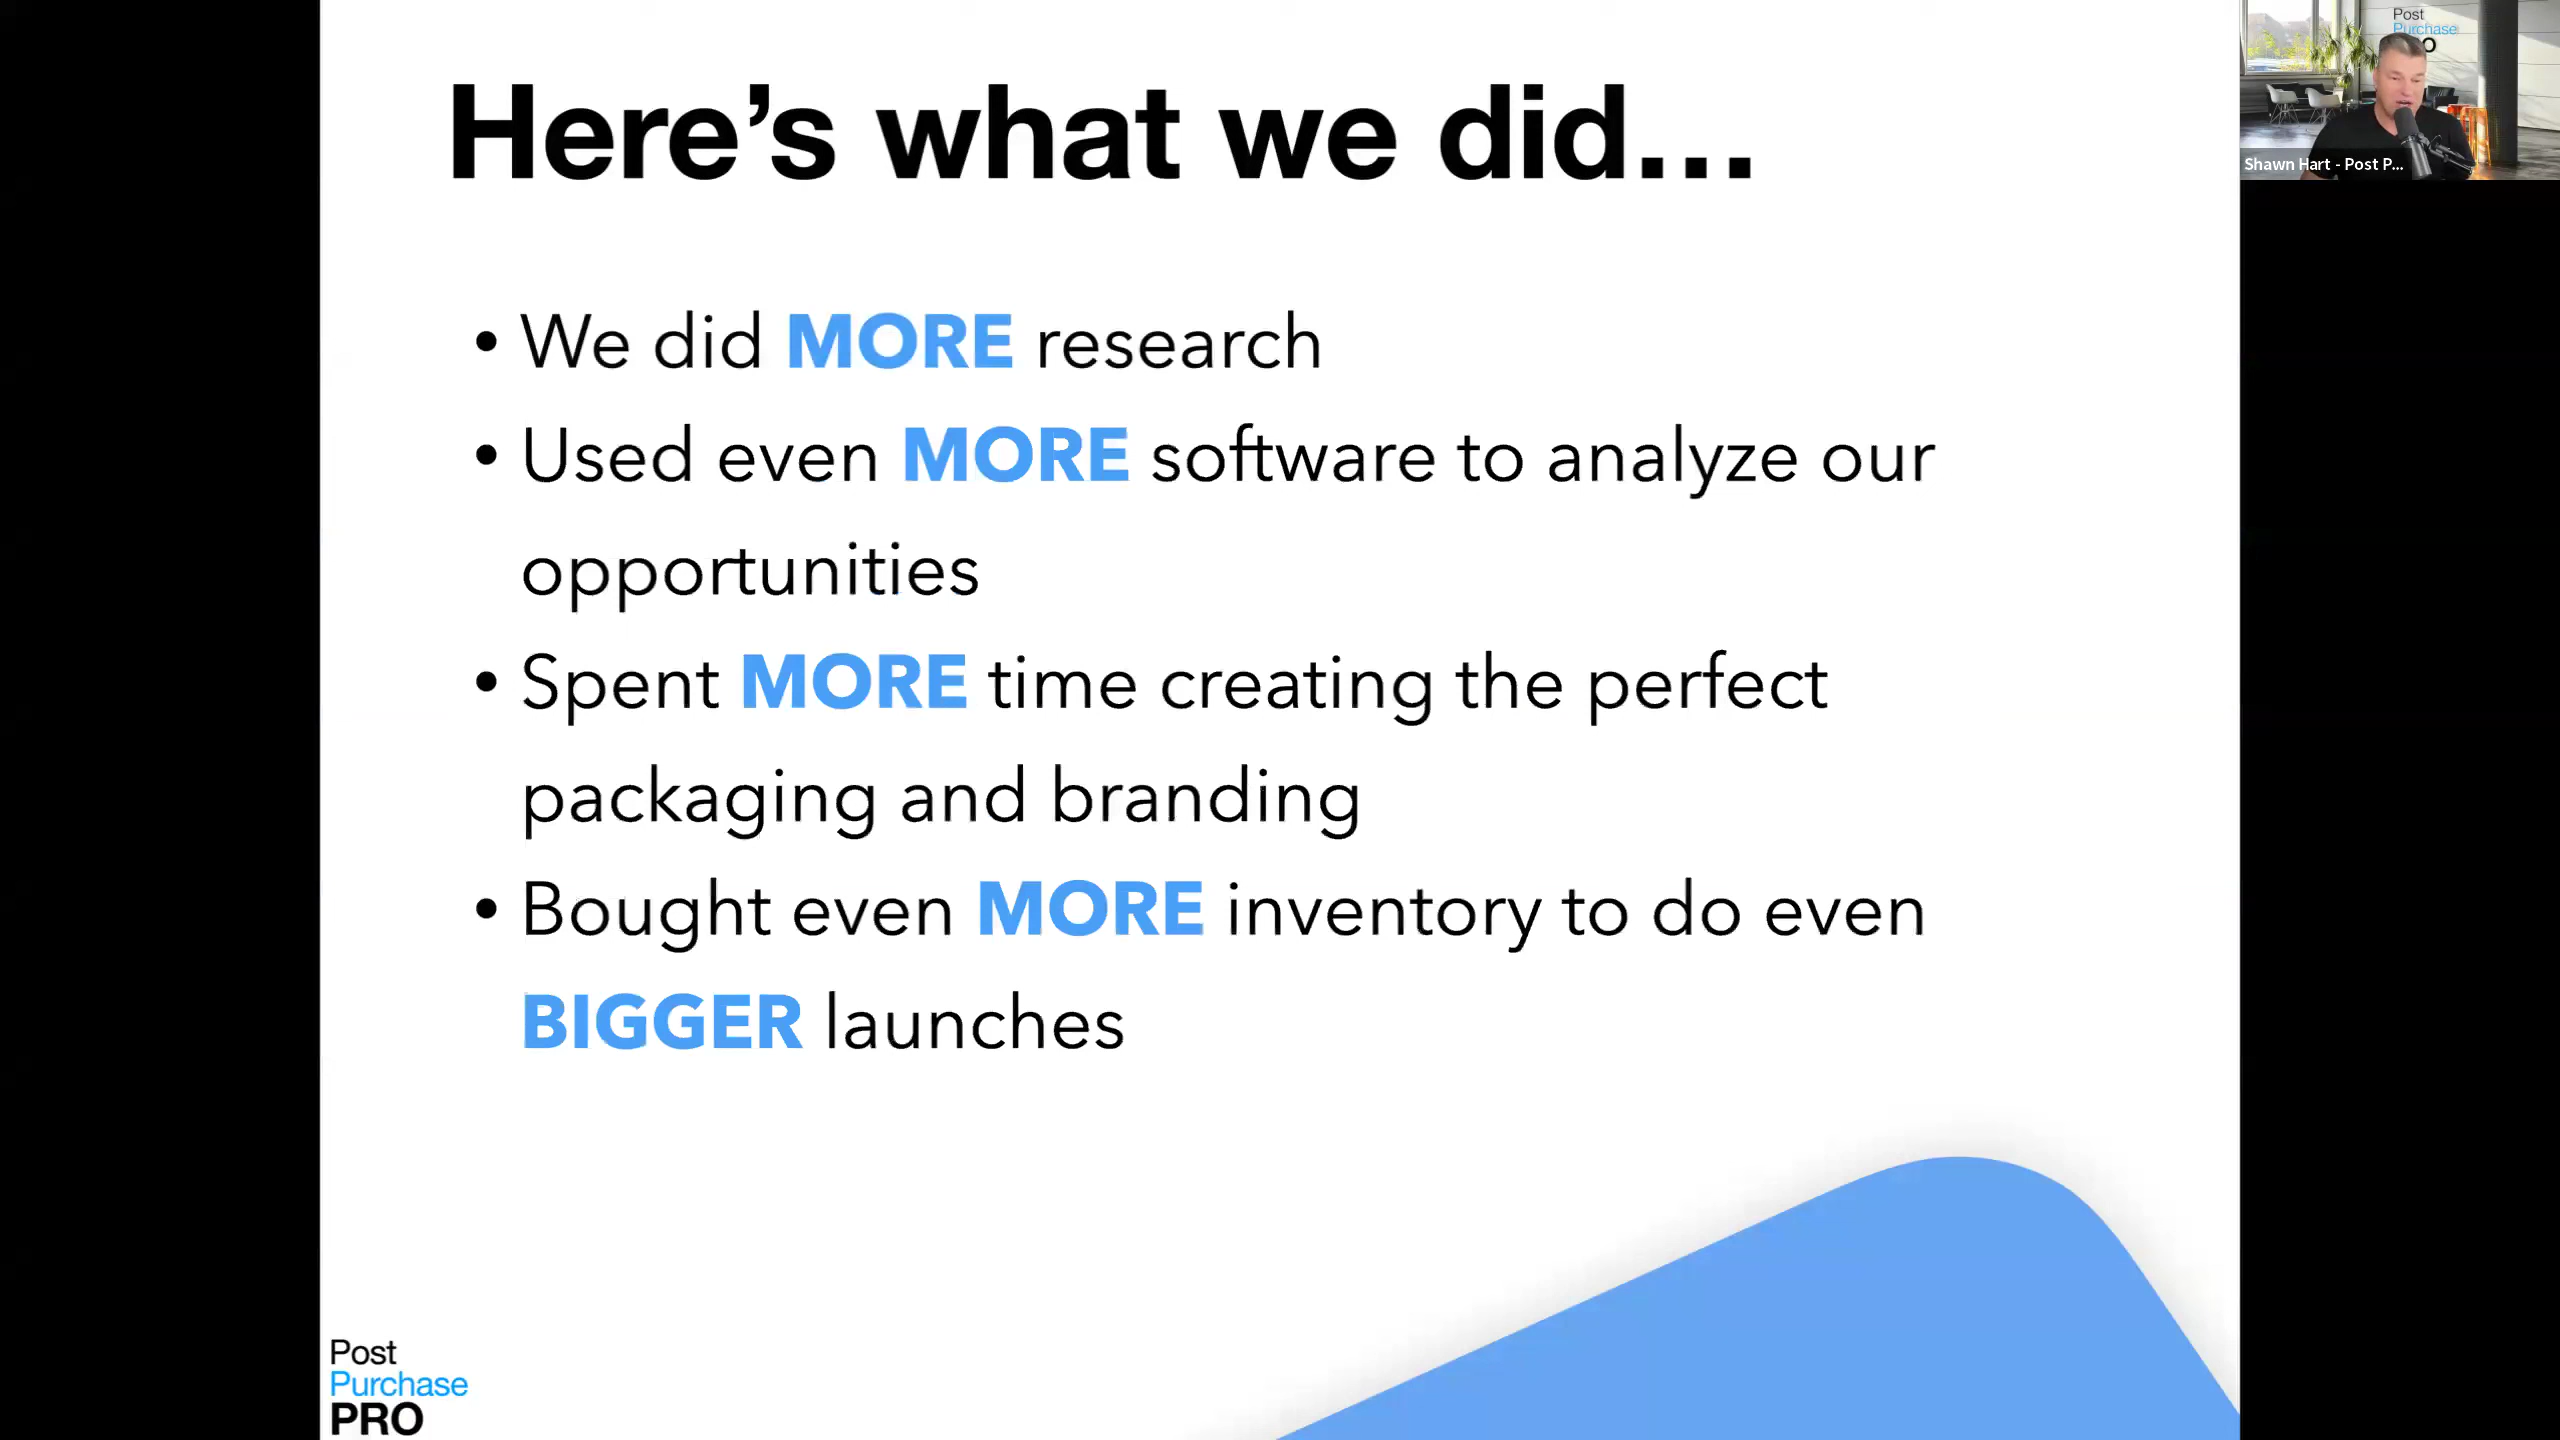 Here’s what we did…
• We did MORE research
• Used even MORE software to analyze our
opportunities
• Spent MORE time creating the perfect
packaging and branding
• Bought even MORE inventory to do even
BIGGER launches
Post
Purchase
PRO
Post
Purchase
Shawn Hart - Post P...